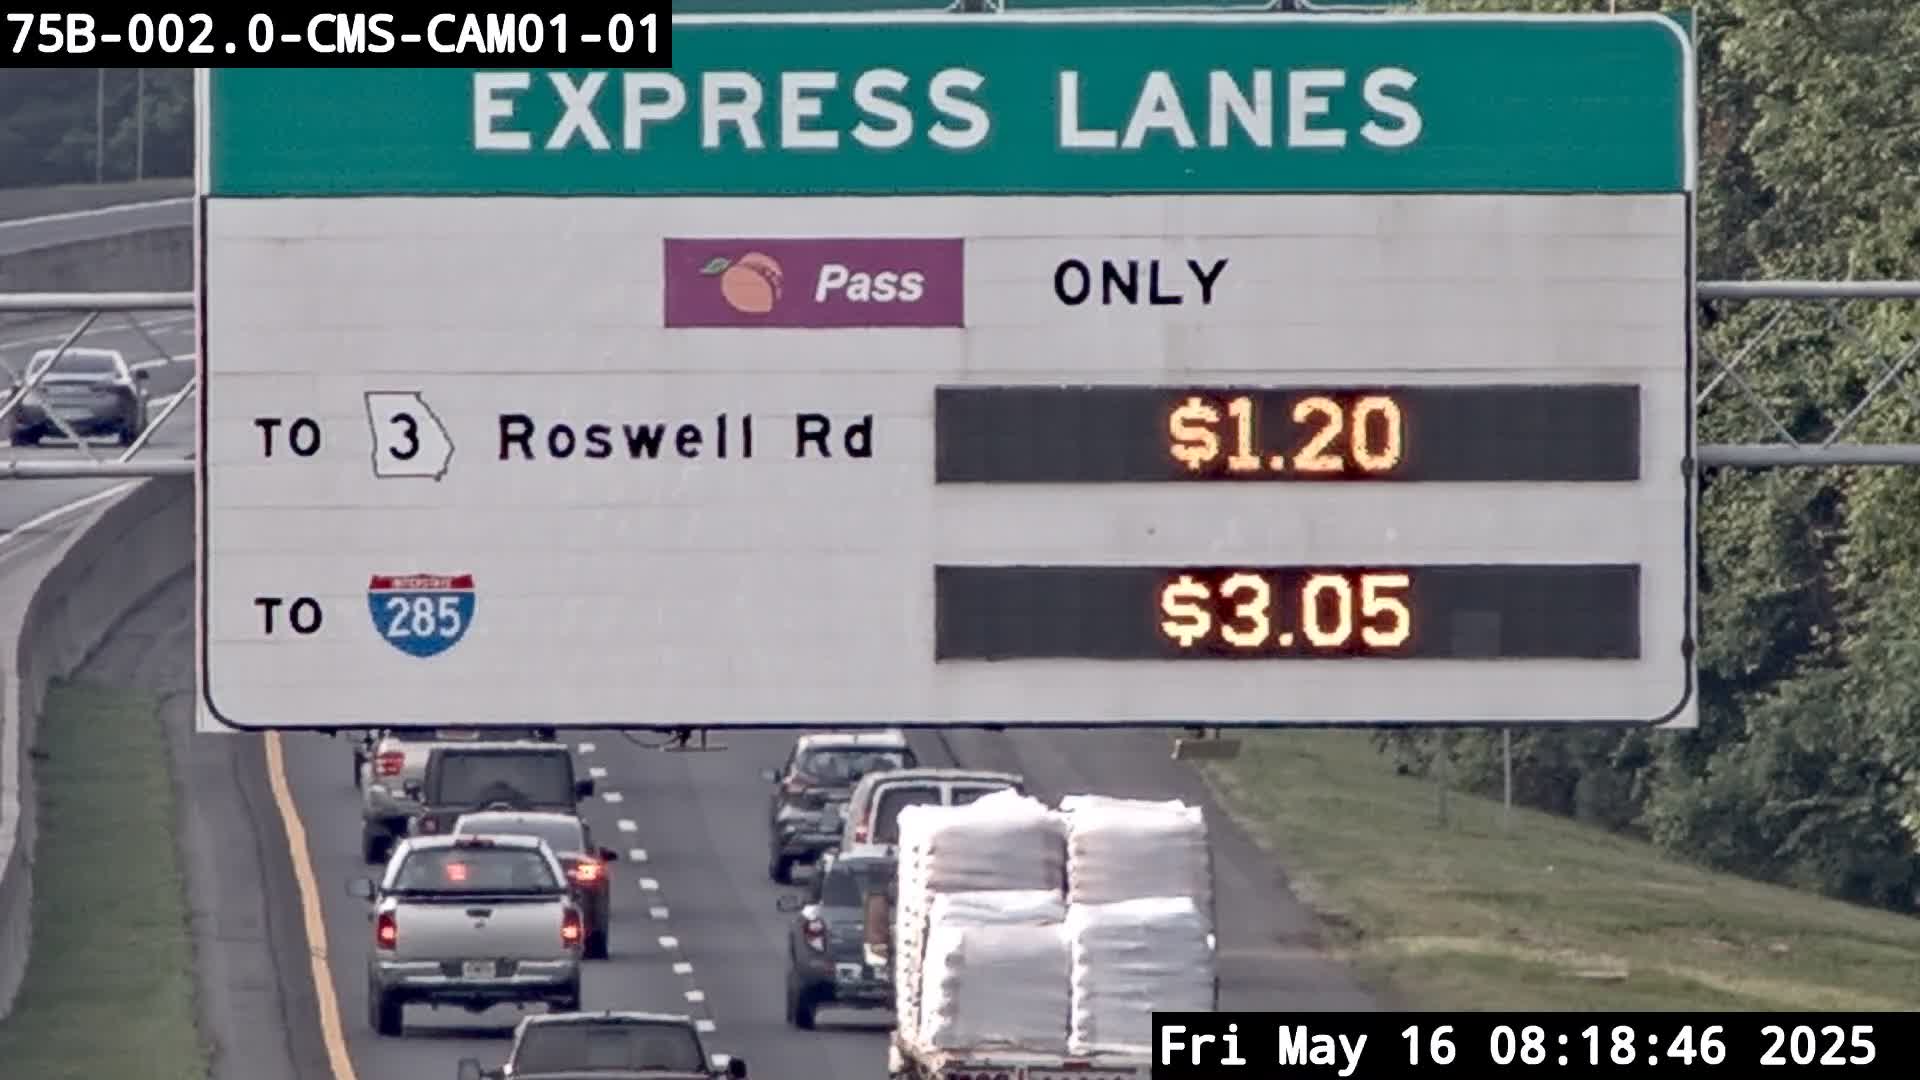 75B-002.0-CMS-CAM01-01
EXPRESS LANES
Pass ONLY
TO 3 Roswell Rd $1.20
TO INTERSTATE 285 $3.05
Fri May 16 08:18:46 2025